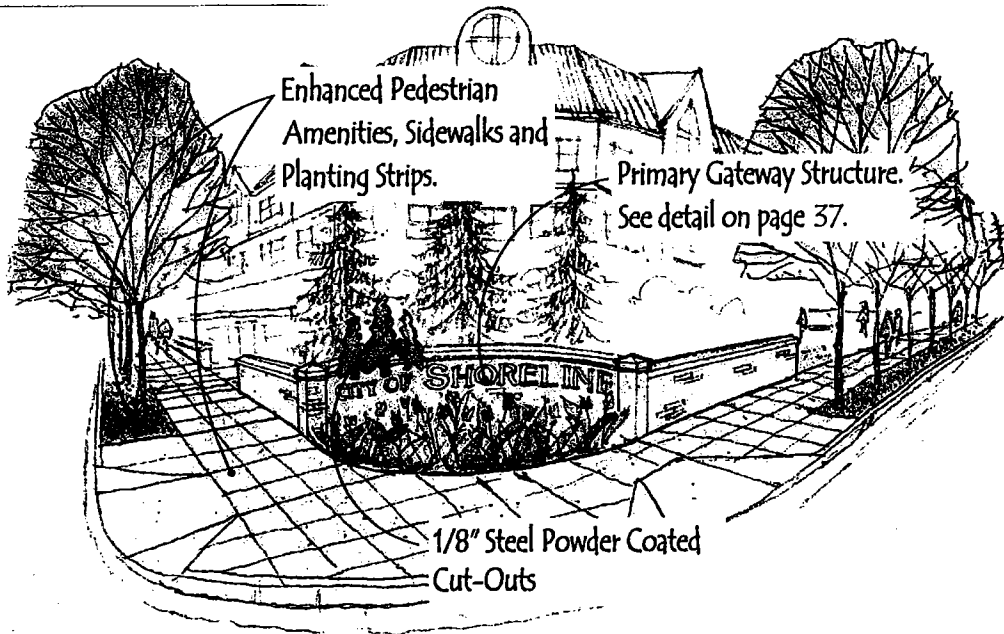 Enhanced Pedestrian
Amenities, Sidewalks and
Planting Strips.
Primary Gateway Structure.
See detail on page 37.
CITY OF SHORELINE
1/8" Steel Powder Coated
Cut-Outs